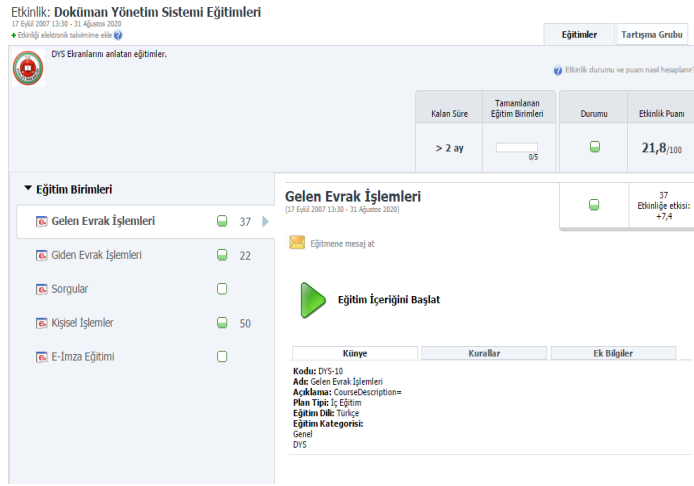 Etkinlik: Doküman Yönetim Sistemi Eğitimleri
17 Eylül 2007 13:30 - 31 Ağustos 2020
+ Etkinliği elektronik takvimime ekle ?
Eğitimler
Tartışma Grubu
DYS Ekranlarını anlatan eğitimler.
? Etkinlik durumu ve puanı nasıl hesaplanır?
Kalan Süre
Tamamlanan
Eğitim Birimleri
Durumu
Etkinlik Puanı
> 2 ay
0/5
21,8/100
Eğitim Birimleri
Gelen Evrak İşlemleri 37
Giden Evrak İşlemleri 22
Sorgular
Kişisel İşlemler 50
E-İmza Eğitimi
Gelen Evrak İşlemleri
(17 Eylül 2007 13:30 - 31 Ağustos 2020)
37
Etkinliğe etkisi:
+7,4
Eğitmene mesaj at
Eğitim İçeriğini Başlat
Künye
Kurallar
Ek Bilgiler
Kodu: DYS-10
Adı: Gelen Evrak İşlemleri
Açıklama: CourseDescription=
Plan Tipi: İç Eğitim
Eğitim Dili: Türkçe
Eğitim Kategorisi:
Genel
DYS